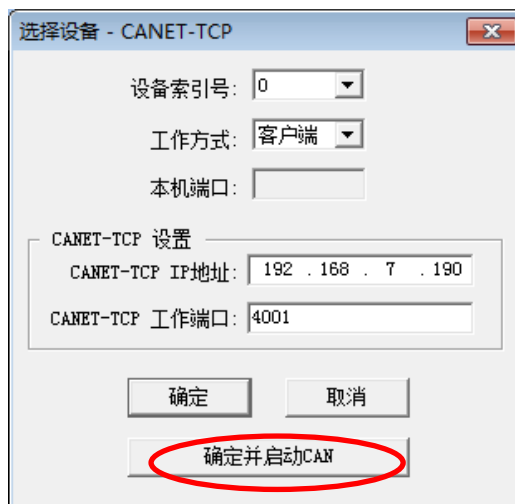 选择设备 - CANET-TCP
设备索引号: 0
工作方式: 客户端
本机端口:
CANET-TCP 设置
CANET-TCP IP地址: 192 . 168 . 7 . 190
CANET-TCP 工作端口: 4001
确定 取消
确定并启动CAN